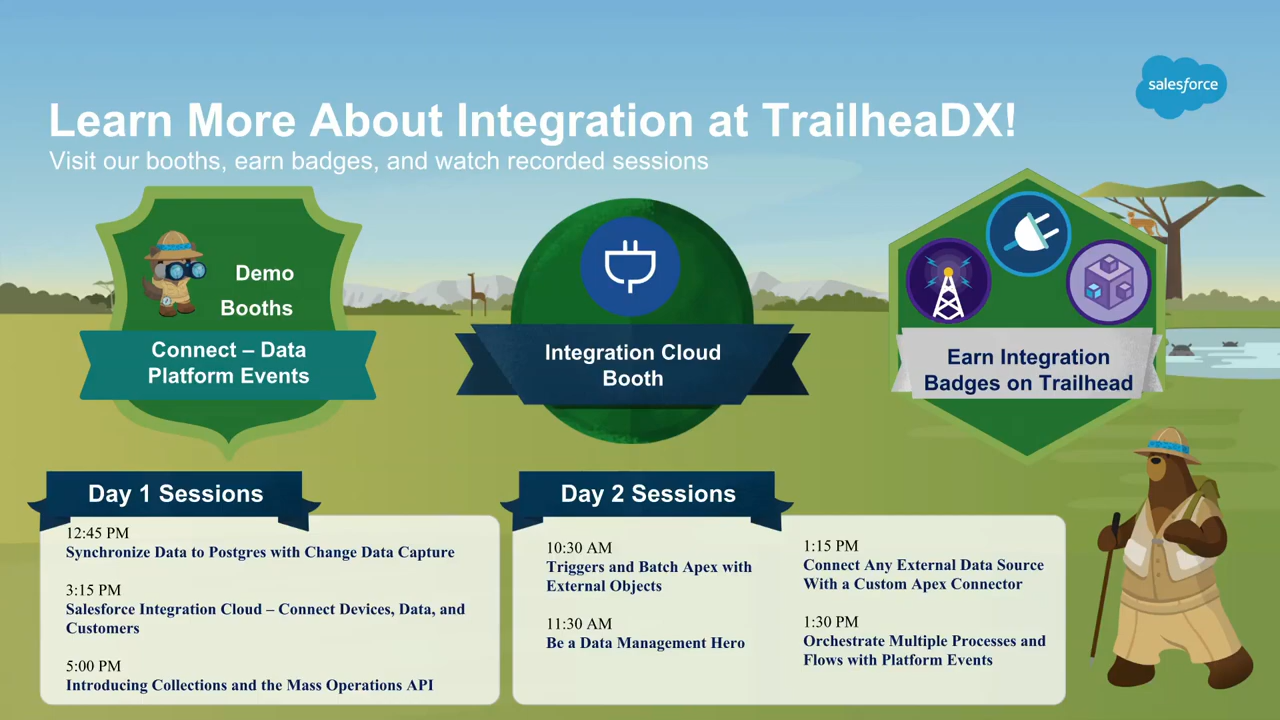 salesforce
Learn More About Integration at TrailheaDX!
Visit our booths, earn badges, and watch recorded sessions
Demo
Booths
Connect – Data
Platform Events
Integration Cloud
Booth
Earn Integration
Badges on Trailhead
Day 1 Sessions
12:45 PM
Synchronize Data to Postgres with Change Data Capture
3:15 PM
Salesforce Integration Cloud – Connect Devices, Data, and
Customers
5:00 PM
Introducing Collections and the Mass Operations API
Day 2 Sessions
10:30 AM
Triggers and Batch Apex with
External Objects
11:30 AM
Be a Data Management Hero
1:15 PM
Connect Any External Data Source
With a Custom Apex Connector
1:30 PM
Orchestrate Multiple Processes and
Flows with Platform Events